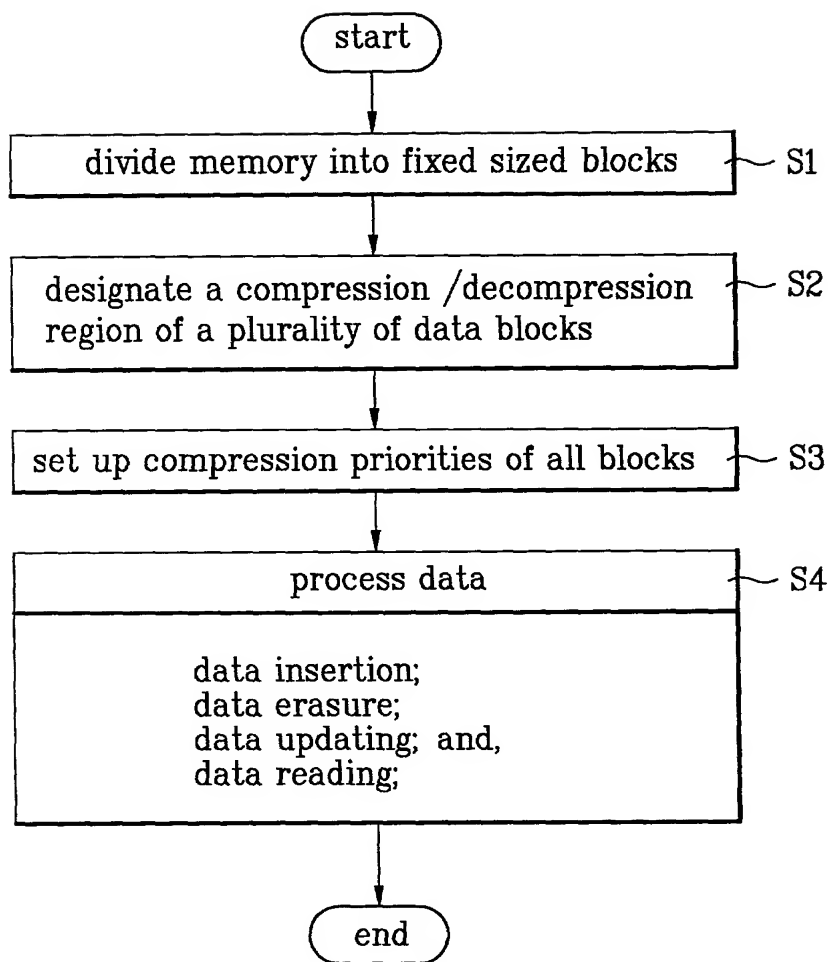 start
divide memory into fixed sized blocks
S1
designate a compression /decompression
region of a plurality of data blocks
S2
set up compression priorities of all blocks
S3
process data
S4
data insertion;
data erasure;
data updating; and,
data reading;
end